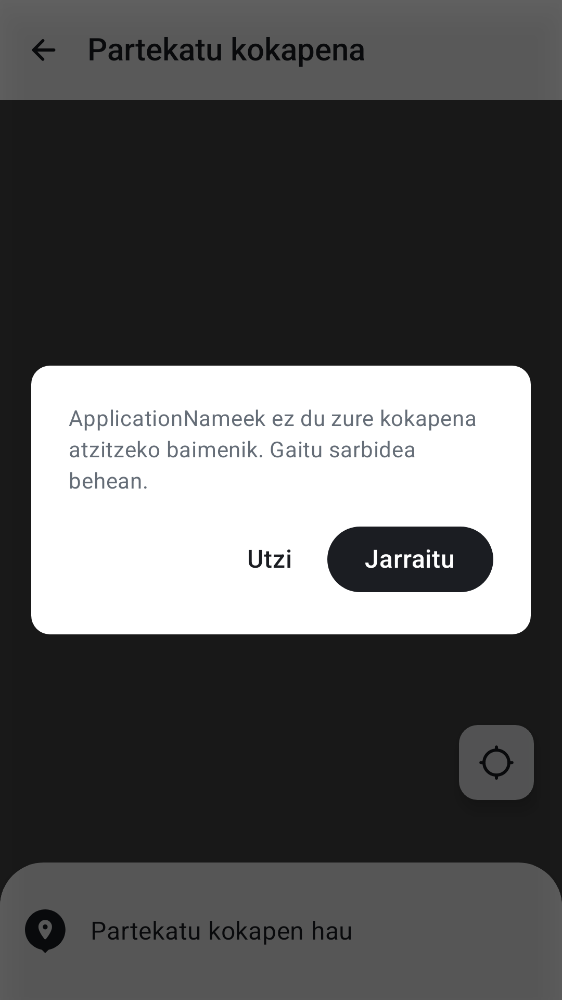 Partekatu kokapena
ApplicationNameek ez du zure kokapena
atzitzeko baimenik. Gaitu sarbidea
behean.
Utzi
Jarraitu
Partekatu kokapen hau